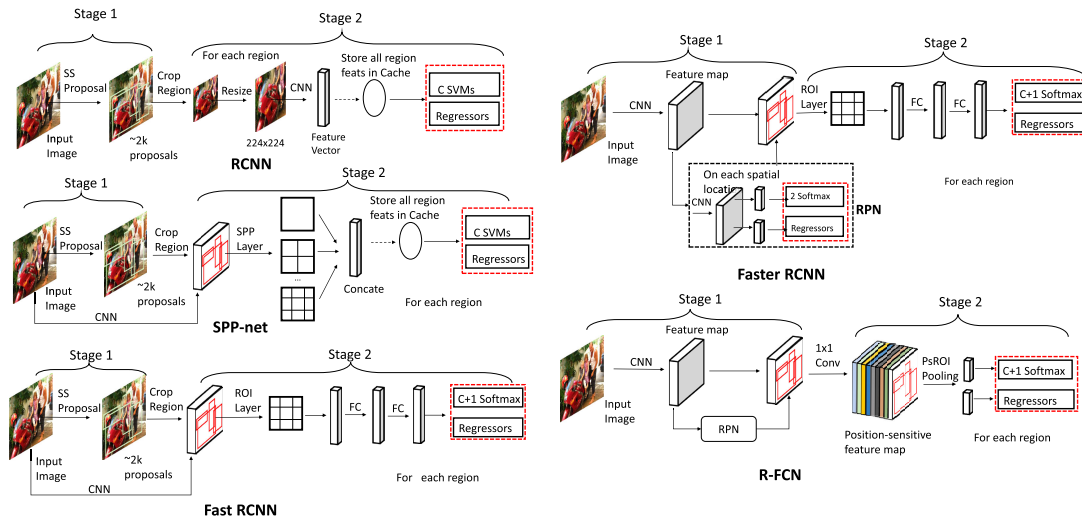 Stage 1
Stage 2
For each region
SS
Proposal
Crop
Region
Resize
CNN
Store all region
feats in Cache
C SVMs
Regressors
Input
Image
~2k
proposals
224x224
Feature
Vector
RCNN
Stage 1
Stage 2
SS
Proposal
Crop
Region
SPP
Layer
Store all region
feats in Cache
C SVMs
Regressors
...
Input
Image
~2k
proposals
CNN
Concate
For each region
SPP-net
Stage 1
Stage 2
SS
Proposal
Crop
Region
ROI
Layer
FC
FC
C+1 Softmax
Regressors
Input
Image
~2k
proposals
CNN
For each region
Fast RCNN
Stage 1
Stage 2
Feature map
CNN
ROI
Layer
FC
FC
C+1 Softmax
Regressors
Input
Image
On each spatial
location
CNN
2 Softmax
Regressors
RPN
For each region
Faster RCNN
Stage 1
Stage 2
Feature map
CNN
1x1
Conv
PsROI
Pooling
C+1 Softmax
Regressors
Input
Image
RPN
Position-sensitive
feature map
For each region
R-FCN